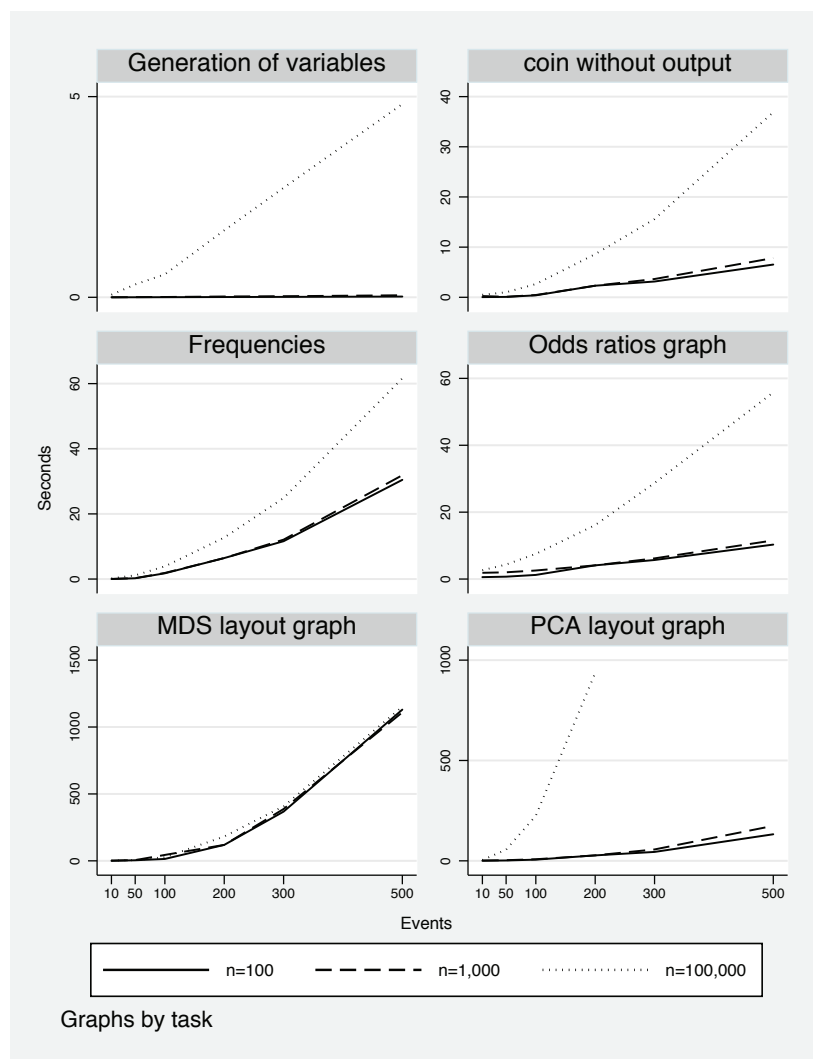 Generation of variables
coin without output
5
0
40
30
20
10
0
Frequencies
Odds ratios graph
60
40
20
0
60
40
20
0
Seconds
MDS layout graph
PCA layout graph
1500
1000
500
0
1000
500
0
10 50 100 200 300 500
10 50 100 200 300 500
Events
n=100 n=1,000 n=100,000
Graphs by task